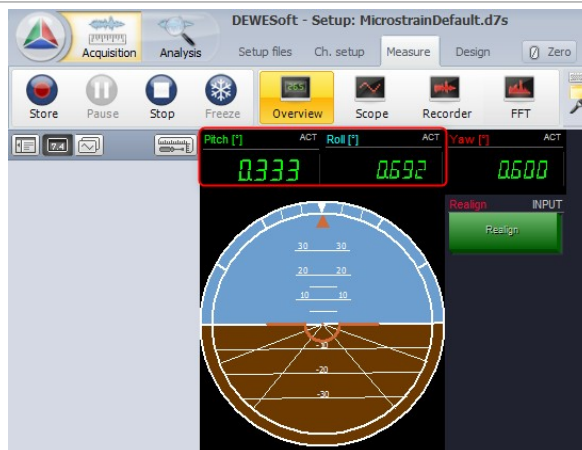 DEWESoft - Setup: MicrostrainDefault.d7s
Acquisition Analysis Setup files Ch. setup Measure Design Zero
Store Pause Stop Freeze Overview Scope Recorder FFT
Pitch [°] ACT Roll [°] ACT Yaw [°] ACT
0.333 0.692 0.600
Realign INPUT
Realign
30 30
20 20
10 10
-10
-20
-30